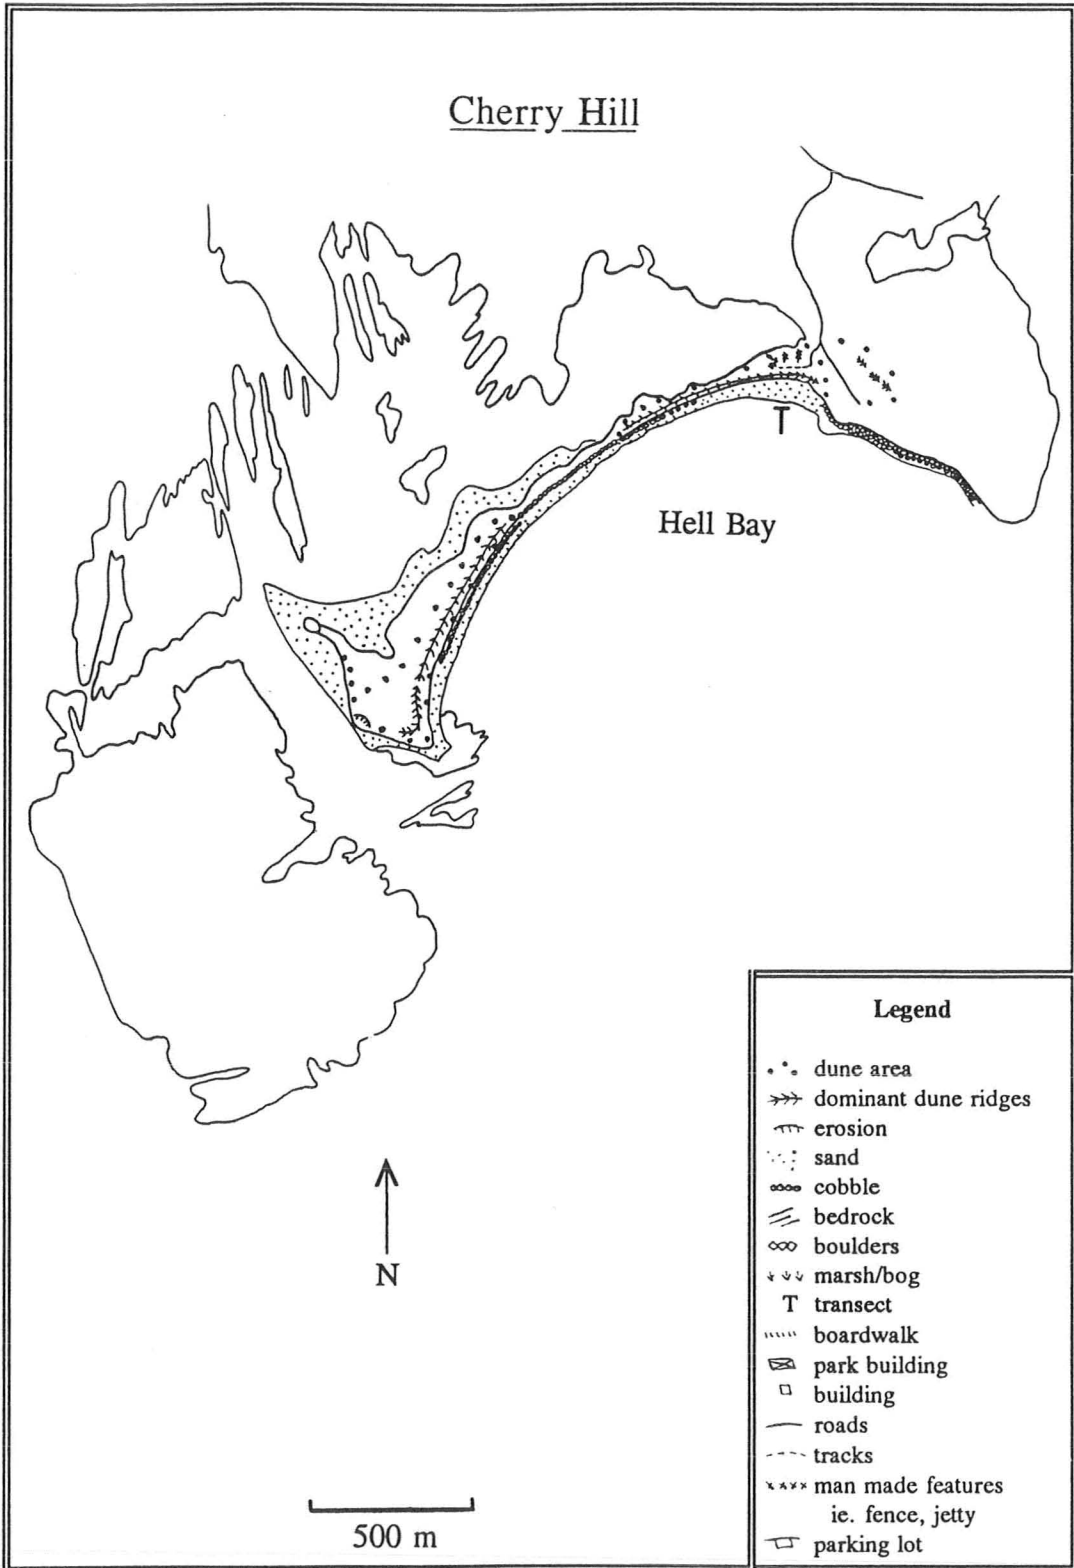 Cherry Hill
T
Hell Bay
N
500 m
Legend
dune area
dominant dune ridges
erosion
sand
cobble
bedrock
boulders
marsh/bog
T transect
boardwalk
park building
building
roads
tracks
man made features
ie. fence, jetty
parking lot